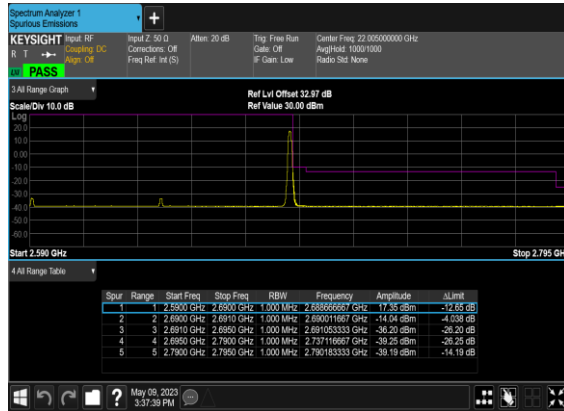 Spectrum Analyzer 1
Spurious Emissions
KEYSIGHT Input: RF
R T Coupling: DC
Align: Off
LM PASS
Input Z: 50 Ω
Corrections: Off
Freq Ref: Int (S)
Atten: 20 dB
Trig: Free Run
Gate: Off
IF Gain: Low
Center Freq: 22.005000000 GHz
Avg|Hold: 1000/1000
Radio Std: None
3 All Range Graph
Ref Lvl Offset 32.97 dB
Scale/Div 10.0 dB Ref Value 30.00 dBm
Log
20.0
10.0
0.00
-10.0
-20.0
-30.0
-40.0
-50.0
-60.0
Start 2.590 GHz Stop 2.795 GH
4 All Range Table
Spur Range Start Freq Stop Freq RBW Frequency Amplitude ΔLimit
1 1 2.5900 GHz 2.6900 GHz 1.000 MHz 2.688666667 GHz 17.35 dBm -12.65 dB
2 2 2.6900 GHz 2.6910 GHz 1.000 MHz 2.690011667 GHz -14.04 dBm -4.038 dB
3 3 2.6910 GHz 2.6950 GHz 1.000 MHz 2.691053333 GHz -36.20 dBm -26.20 dB
4 4 2.6950 GHz 2.7900 GHz 1.000 MHz 2.737116667 GHz -39.25 dBm -26.25 dB
5 5 2.7900 GHz 2.7950 GHz 1.000 MHz 2.790183333 GHz -39.19 dBm -14.19 dB
May 09, 2023
3:37:39 PM